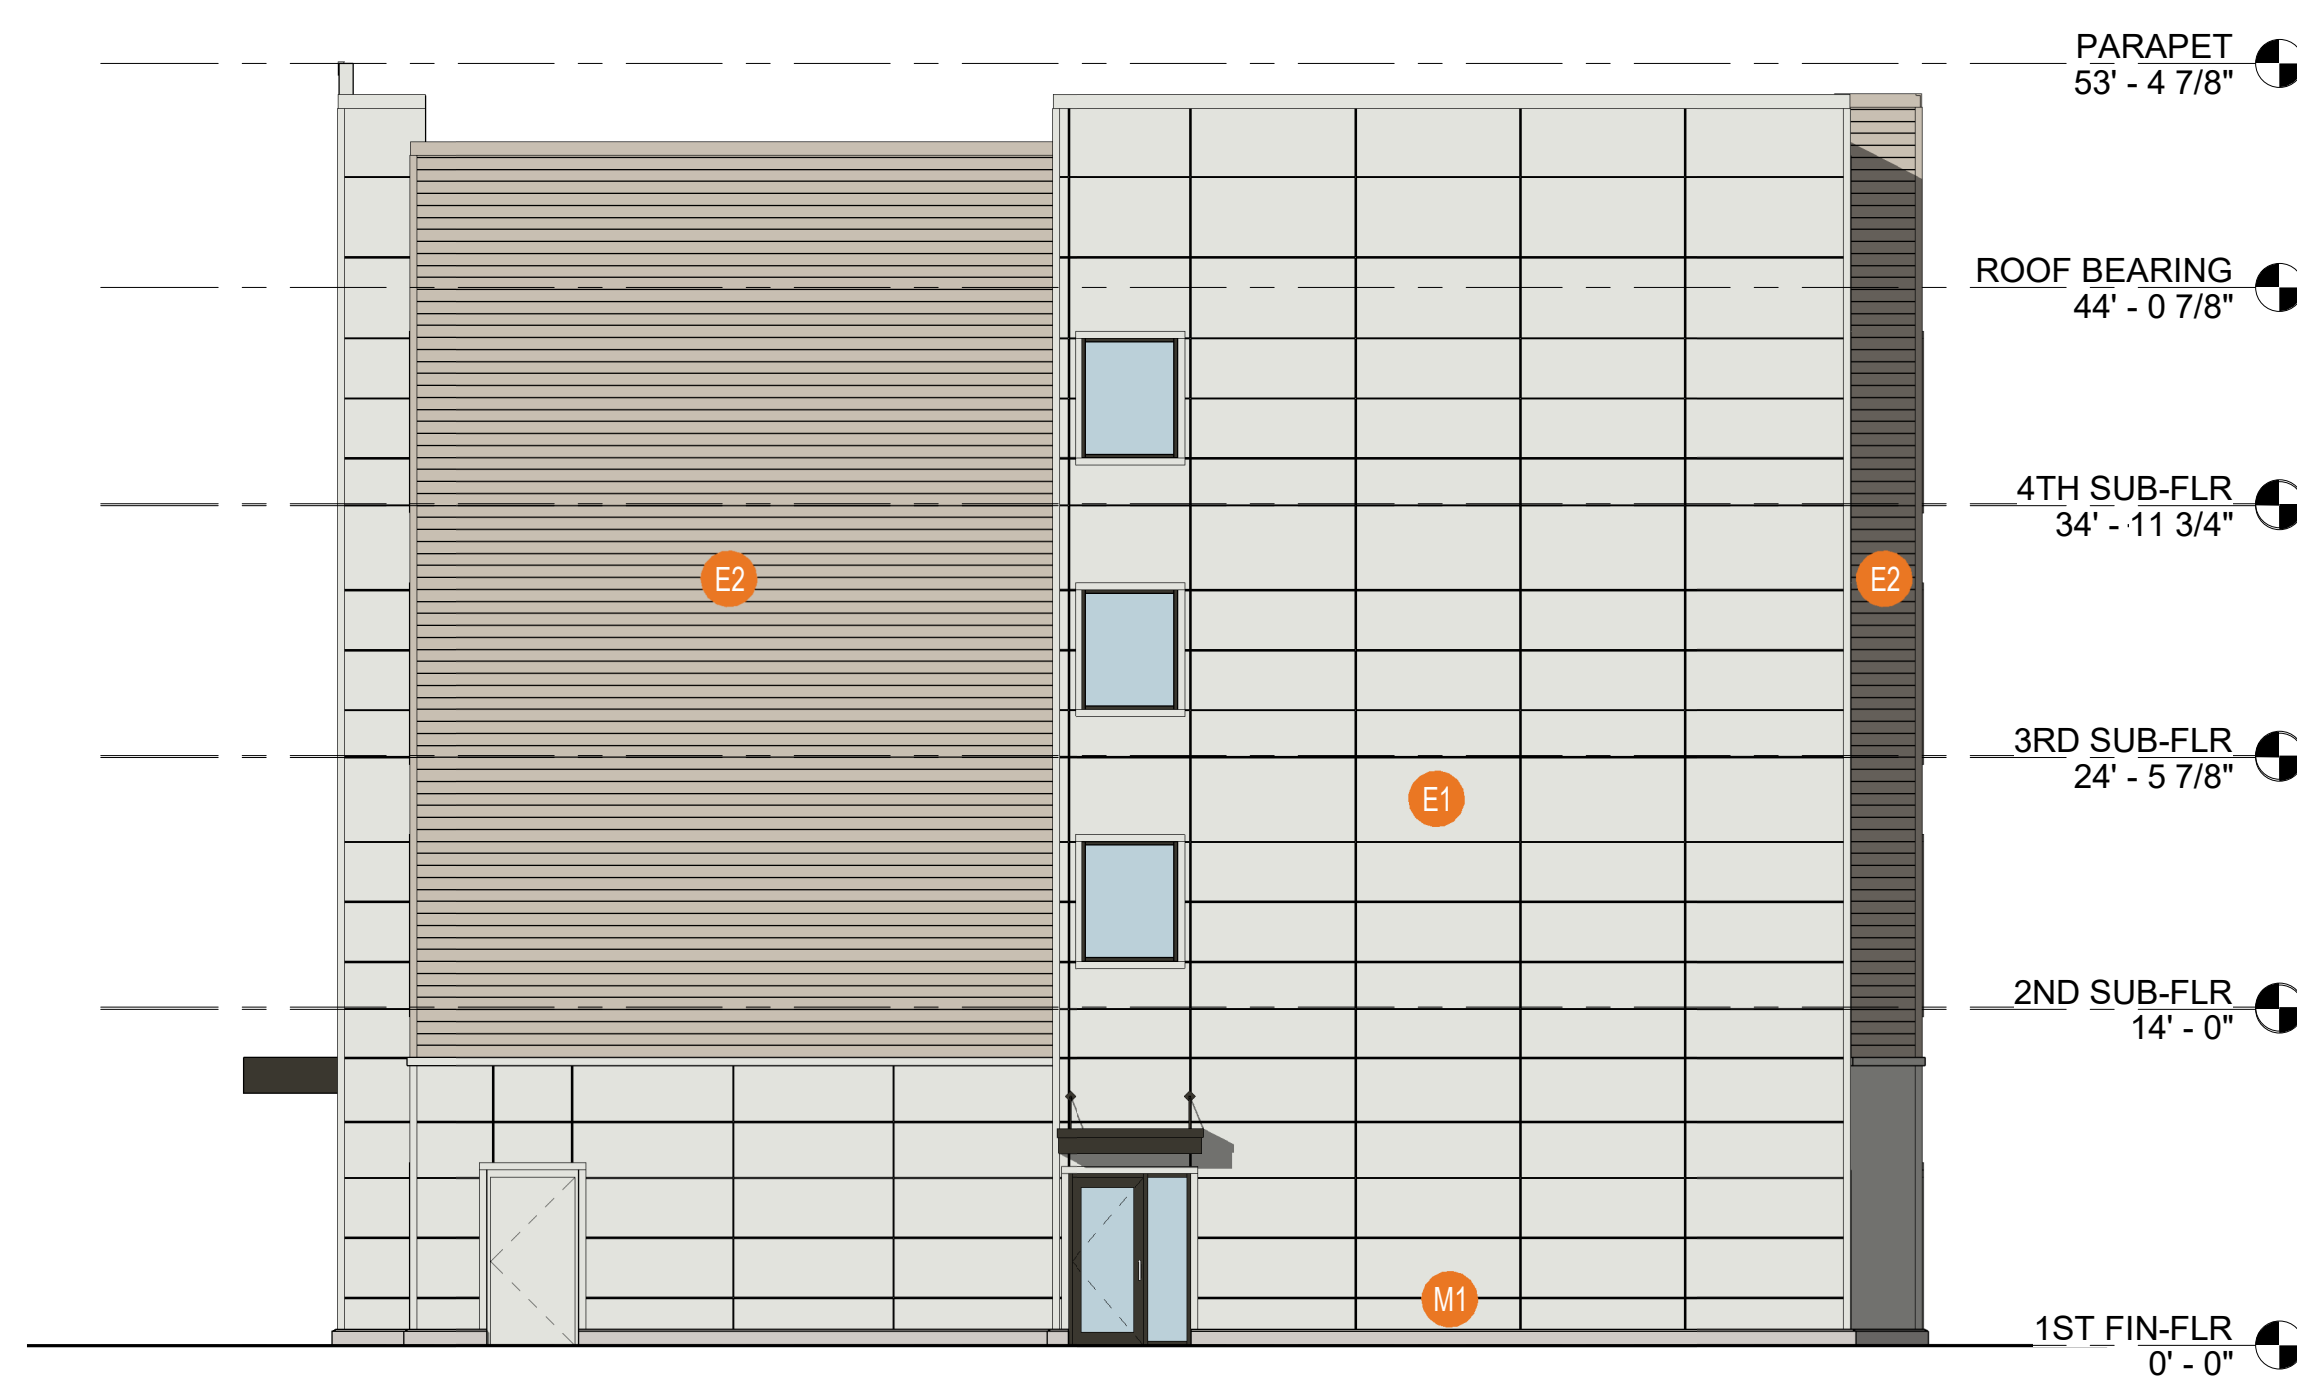 PARAPET
53' - 4 7/8"
ROOF BEARING
44' - 0 7/8"
4TH SUB-FLR
34' - 11 3/4"
E2
E2
3RD SUB-FLR
24' - 5 7/8"
E1
2ND SUB-FLR
14' - 0"
M1
1ST FIN-FLR
0' - 0"